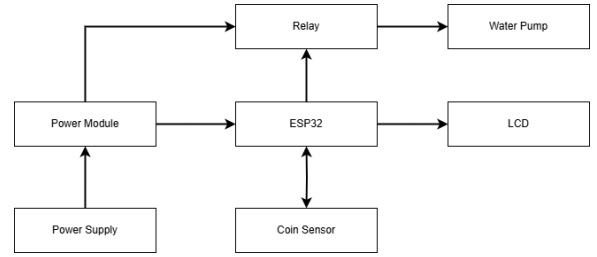 Relay
Water Pump
Power Module
ESP32
LCD
Power Supply
Coin Sensor